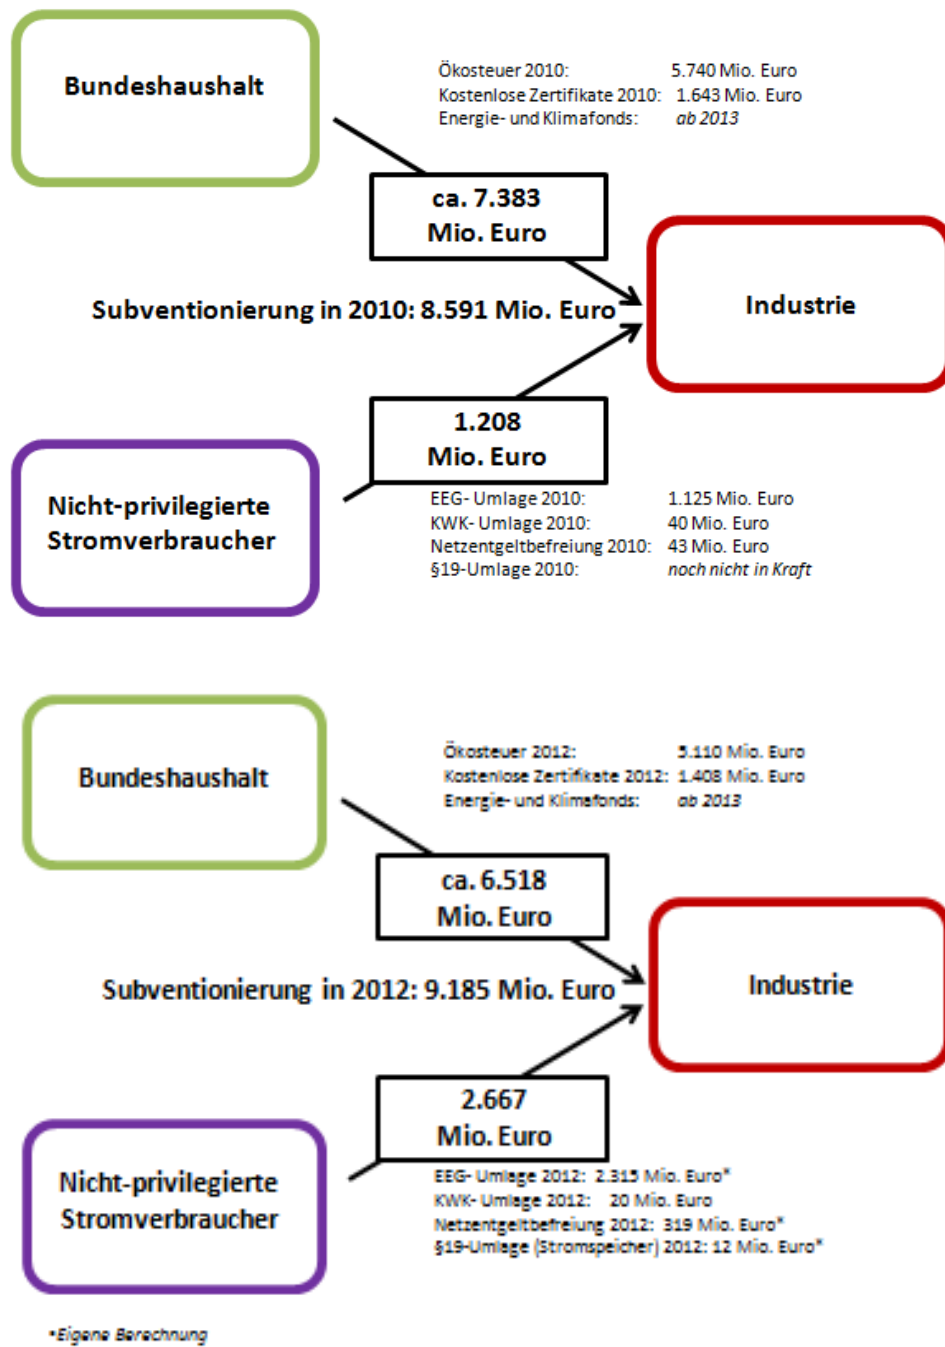 Bundeshaushalt
Ökosteuer 2010: 5.740 Mio. Euro
Kostenlose Zertifikate 2010: 1.643 Mio. Euro
Energie- und Klimafonds: ab 2013
ca. 7.383
Mio. Euro
Industrie
Subventionierung in 2010: 8.591 Mio. Euro
1.208
Mio. Euro
Nicht-privilegierte
Stromverbraucher
EEG- Umlage 2010: 1.125 Mio. Euro
KWK- Umlage 2010: 40 Mio. Euro
Netzentgeltbefreiung 2010: 43 Mio. Euro
§19-Umlage 2010: noch nicht in Kraft
Bundeshaushalt
Ökosteuer 2012: 5.110 Mio. Euro
Kostenlose Zertifikate 2012: 1.408 Mio. Euro
Energie- und Klimafonds: ab 2013
ca. 6.518
Mio. Euro
Industrie
Subventionierung in 2012: 9.185 Mio. Euro
2.667
Mio. Euro
Nicht-privilegierte
Stromverbraucher
EEG- Umlage 2012: 2.315 Mio. Euro*
KWK- Umlage 2012: 20 Mio. Euro
Netzentgeltbefreiung 2012: 319 Mio. Euro*
§19-Umlage (Stromspeicher) 2012: 12 Mio. Euro*
*Eigene Berechnung